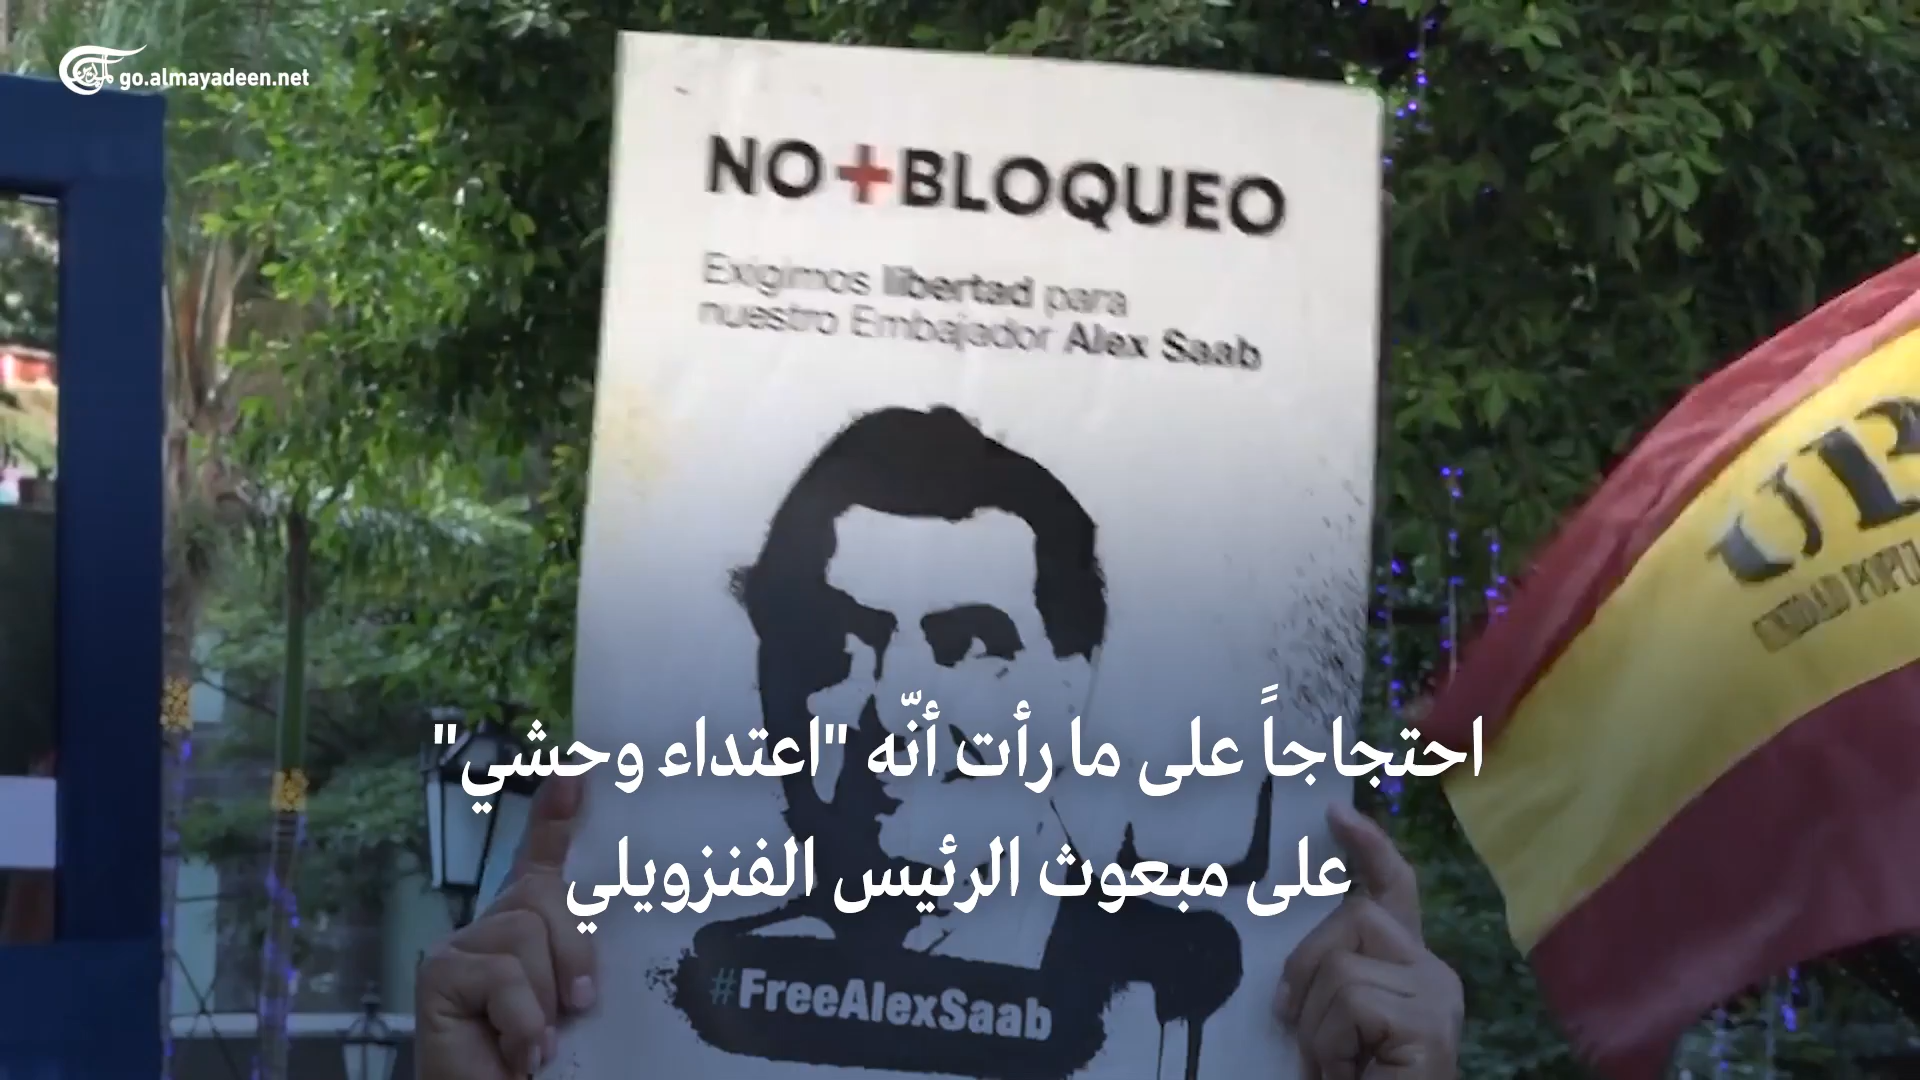 go.almayadeen.net
NO+BLOQUEO
Exigimos libertad para
nuestro Embajador Alex Saab
احتجاجاً على ما رأت أنّه "اعتداء وحشي"
على مبعوث الرئيس الفنزويلي
#FreeAlexSaab